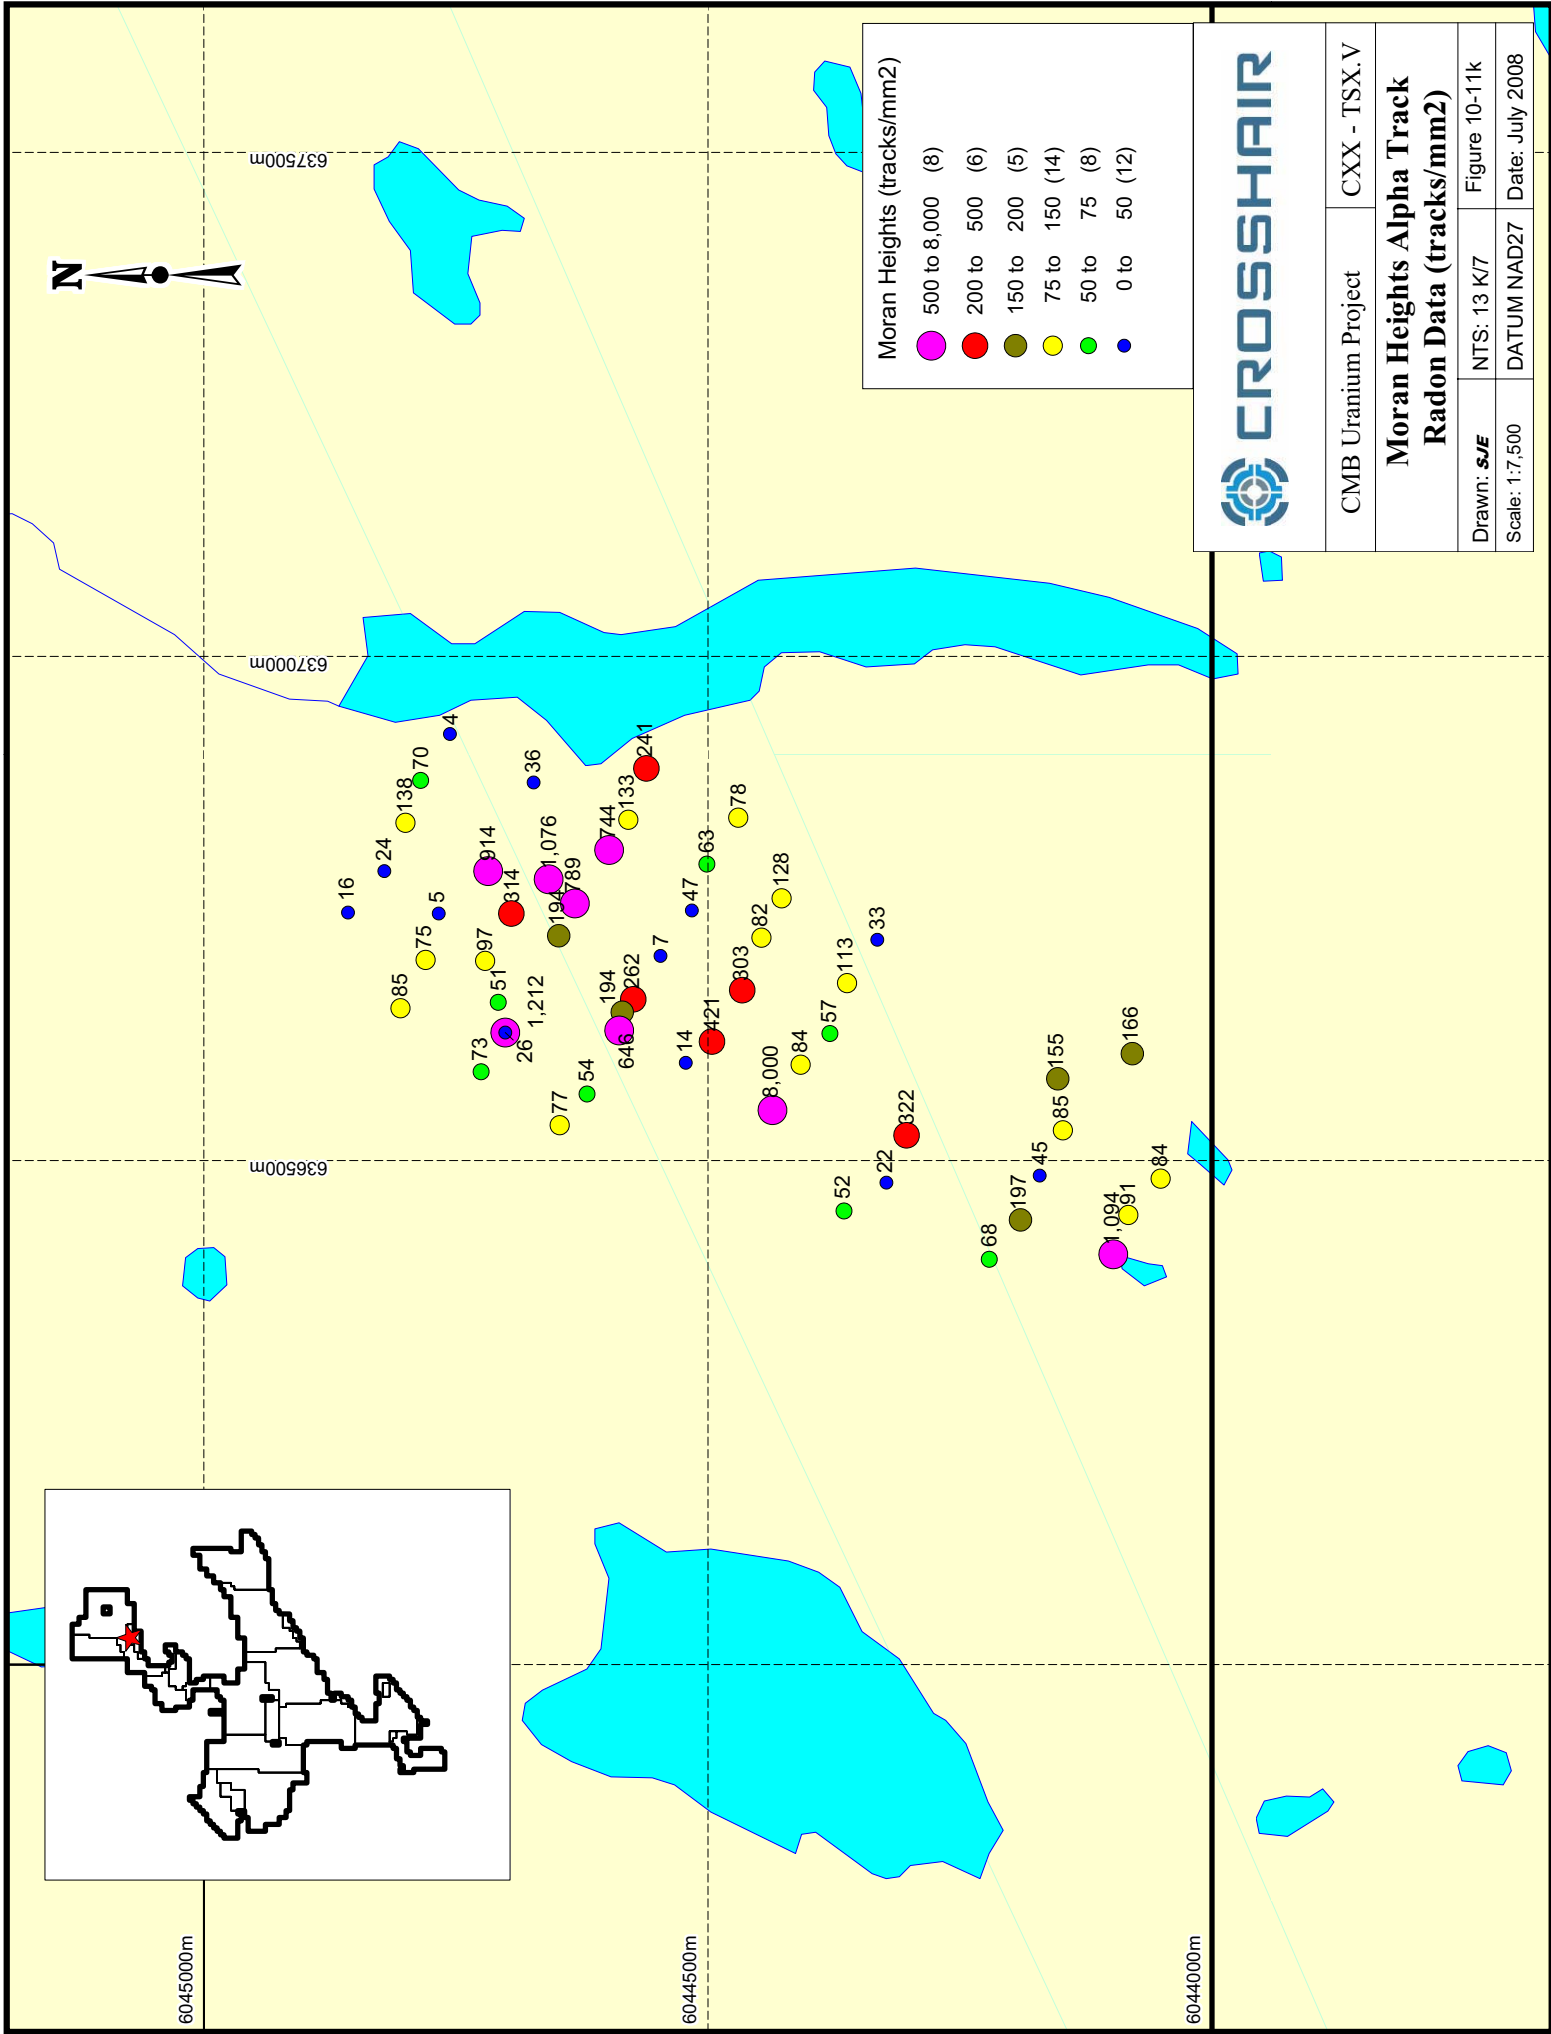 N
637500m
637000m
636500m
6045000m
6044500m
6044000m
16
24
138
70
4
5
75
85
914
36
314
97
51
1,212
26
73
1,076
789
194
744
133
241
77
54
194
262
646
7
47
63
78
14
421
303
82
128
8,000
84
57
113
33
52
22
322
68
197
45
85
155
166
1,094
91
84
Moran Heights (tracks/mm2)
500 to 8,000 (8)
200 to 500 (6)
150 to 200 (5)
75 to 150 (14)
50 to 75 (8)
0 to 50 (12)
CROSSHAIR
CMB Uranium Project CXX - TSX.V
Moran Heights Alpha Track
Radon Data (tracks/mm2)
Drawn: SJE NTS: 13 K/7 Figure 10-11k
Scale: 1:7,500 DATUM NAD27 Date: July 2008